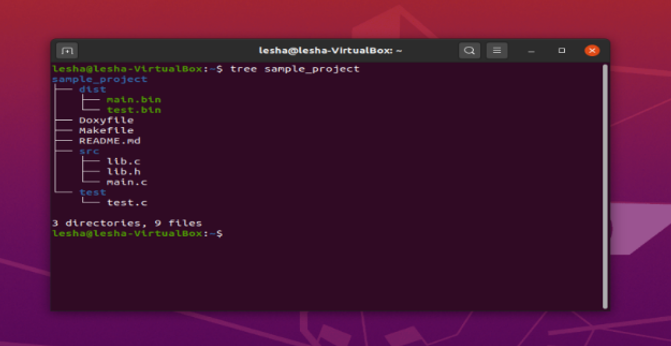 lesha@lesha-VirtualBox: ~
lesha@lesha-VirtualBox:~$ tree sample_project
sample_project
├── dist
│   ├── main.bin
│   └── test.bin
├── Doxyfile
├── Makefile
├── README.md
├── src
│   ├── lib.c
│   ├── lib.h
│   └── main.c
└── test
    └── test.c
3 directories, 9 files
lesha@lesha-VirtualBox:~$